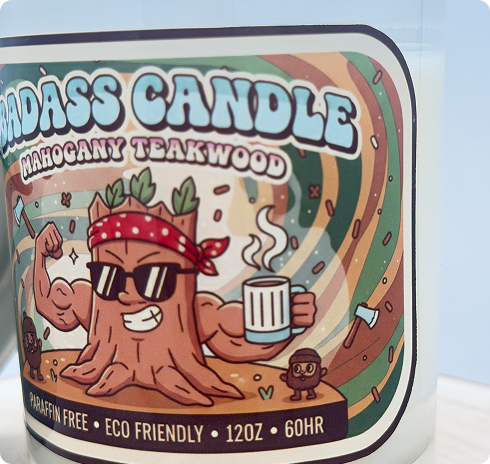 BADASS CANDLE
MAHOGANY TEAKWOOD
PARAFFIN FREE • ECO FRIENDLY • 12OZ • 60HR